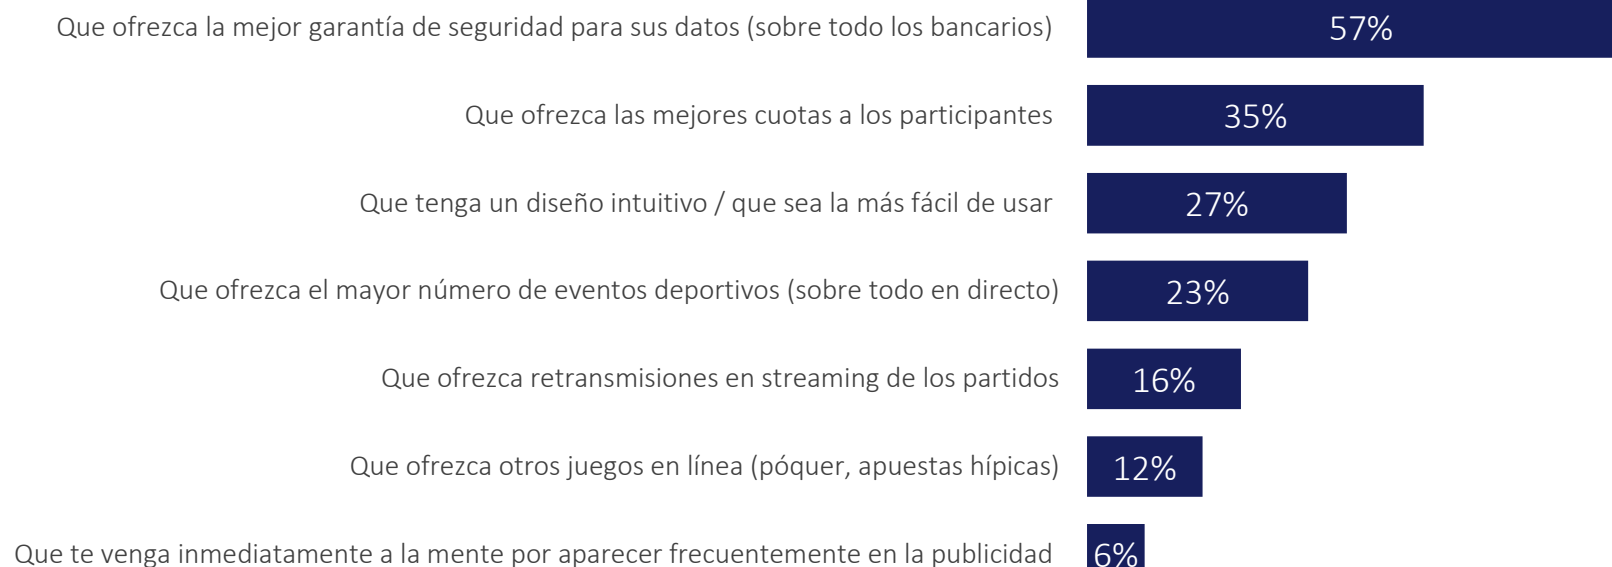 Que ofrezca la mejor garantía de seguridad para sus datos (sobre todo los bancarios) 57%
Que ofrezca las mejores cuotas a los participantes 35%
Que tenga un diseño intuitivo / que sea la más fácil de usar 27%
Que ofrezca el mayor número de eventos deportivos (sobre todo en directo) 23%
Que ofrezca retransmisiones en streaming de los partidos 16%
Que ofrezca otros juegos en línea (póquer, apuestas hípicas) 12%
Que te venga inmediatamente a la mente por aparecer frecuentemente en la publicidad 6%